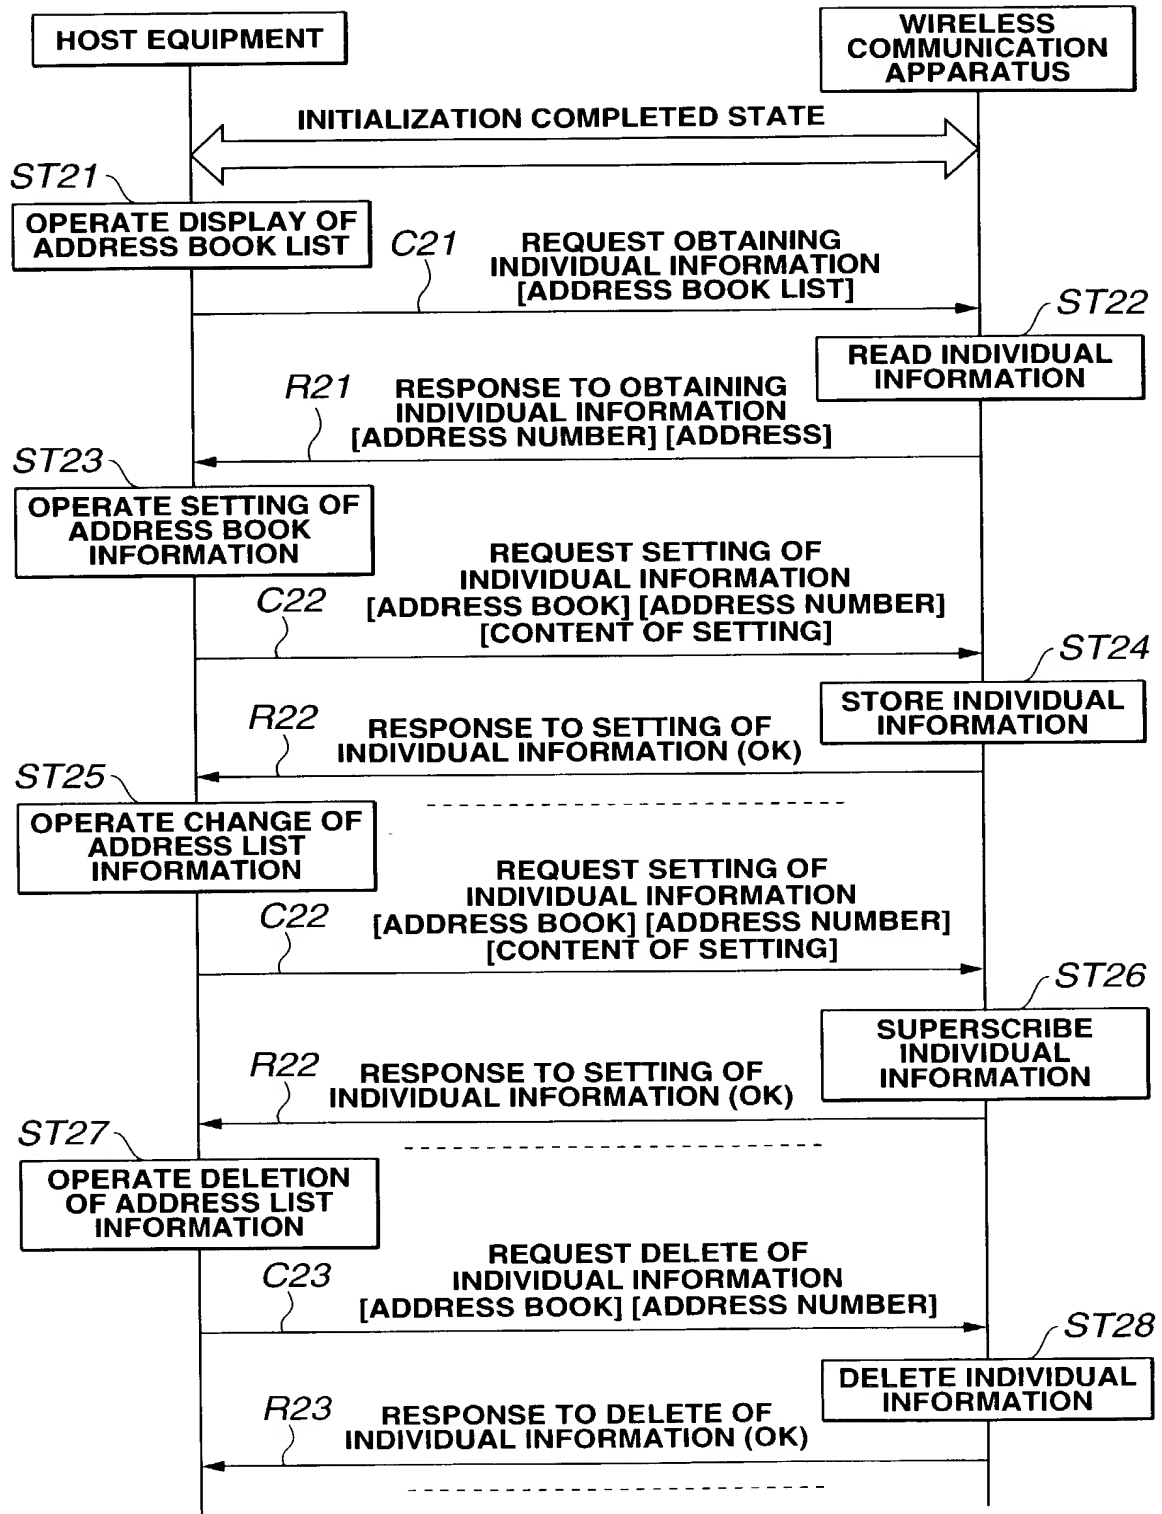 HOST EQUIPMENT
WIRELESS
COMMUNICATION
APPARATUS
INITIALIZATION COMPLETED STATE
ST21
OPERATE DISPLAY OF
ADDRESS BOOK LIST
C21
REQUEST OBTAINING
INDIVIDUAL INFORMATION
[ADDRESS BOOK LIST]
ST22
READ INDIVIDUAL
INFORMATION
R21
RESPONSE TO OBTAINING
INDIVIDUAL INFORMATION
[ADDRESS NUMBER] [ADDRESS]
ST23
OPERATE SETTING OF
ADDRESS BOOK
INFORMATION
C22
REQUEST SETTING OF
INDIVIDUAL INFORMATION
[ADDRESS BOOK] [ADDRESS NUMBER]
[CONTENT OF SETTING]
ST24
STORE INDIVIDUAL
INFORMATION
R22
RESPONSE TO SETTING OF
INDIVIDUAL INFORMATION (OK)
ST25
OPERATE CHANGE OF
ADDRESS LIST
INFORMATION
C22
REQUEST SETTING OF
INDIVIDUAL INFORMATION
[ADDRESS BOOK] [ADDRESS NUMBER]
[CONTENT OF SETTING]
ST26
SUPERSCRIBE
INDIVIDUAL
INFORMATION
R22
RESPONSE TO SETTING OF
INDIVIDUAL INFORMATION (OK)
ST27
OPERATE DELETION
OF ADDRESS LIST
INFORMATION
C23
REQUEST DELETE OF
INDIVIDUAL INFORMATION
[ADDRESS BOOK] [ADDRESS NUMBER]
ST28
DELETE INDIVIDUAL
INFORMATION
R23
RESPONSE TO DELETE OF
INDIVIDUAL INFORMATION (OK)